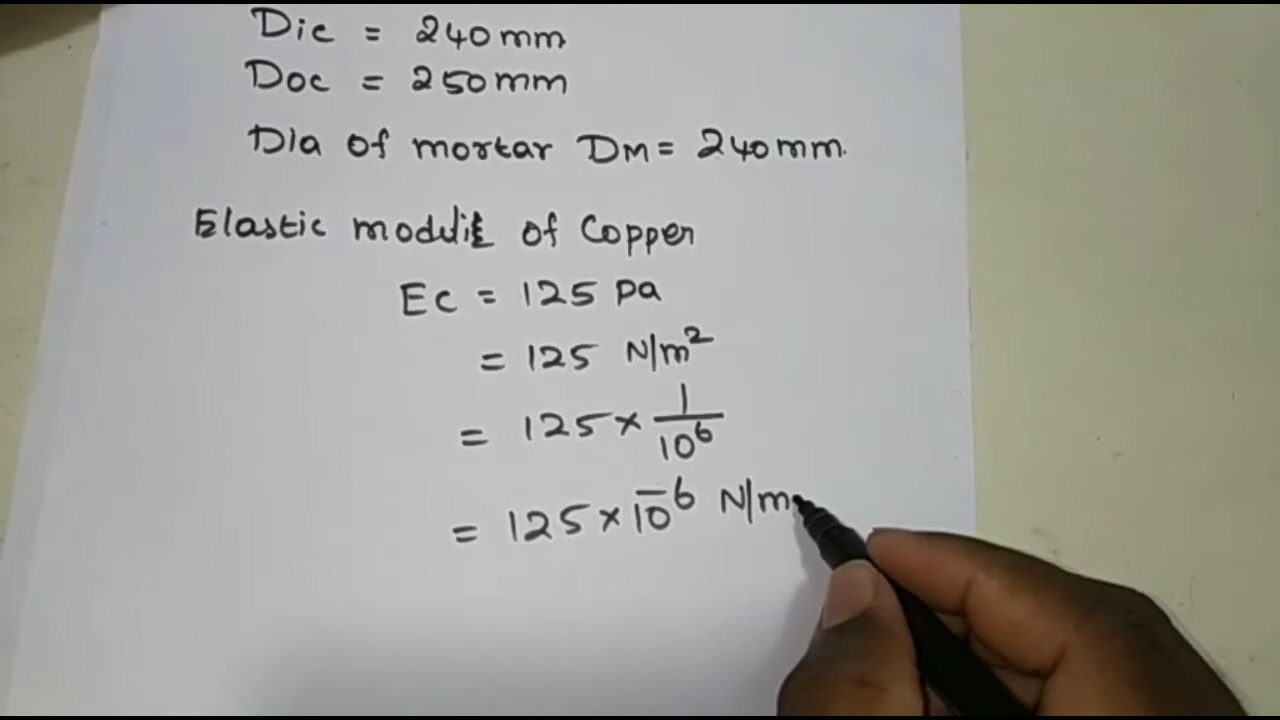 Dic = 240mm
Doc = 250mm
Dia of mortar DM = 240mm.
Elastic moduli of Copper
Ec = 125 pa
= 125 N/m²
= 125 × 1/10⁶
= 125 × 10⁻⁶ N/m